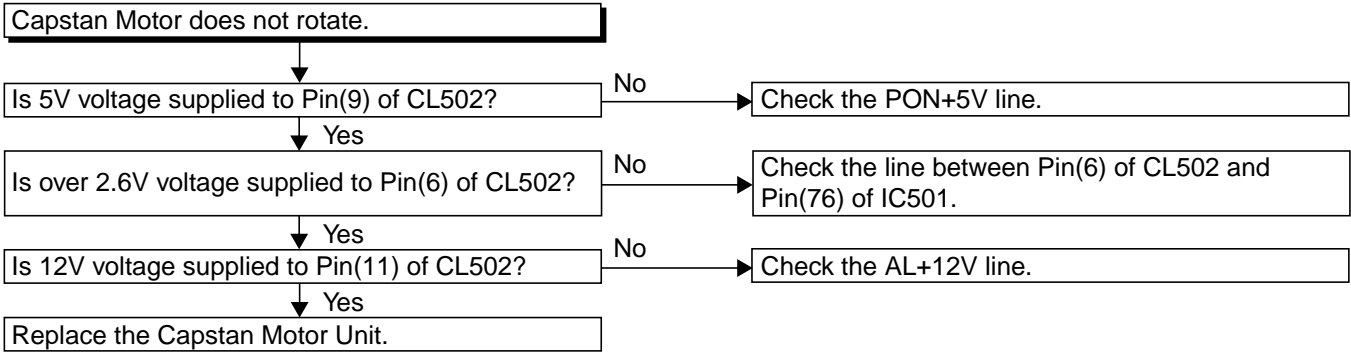 Capstan Motor does not rotate.
Is 5V voltage supplied to Pin(9) of CL502?
No
Check the PON+5V line.
Yes
Is over 2.6V voltage supplied to Pin(6) of CL502?
No
Check the line between Pin(6) of CL502 and
Pin(76) of IC501.
Yes
Is 12V voltage supplied to Pin(11) of CL502?
No
Check the AL+12V line.
Yes
Replace the Capstan Motor Unit.